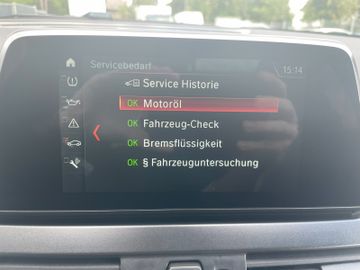 Servicebedarf
15:14
Service Historie
OK Motoröl
OK Fahrzeug-Check
OK Bremsflüssigkeit
OK § Fahrzeuguntersuchung